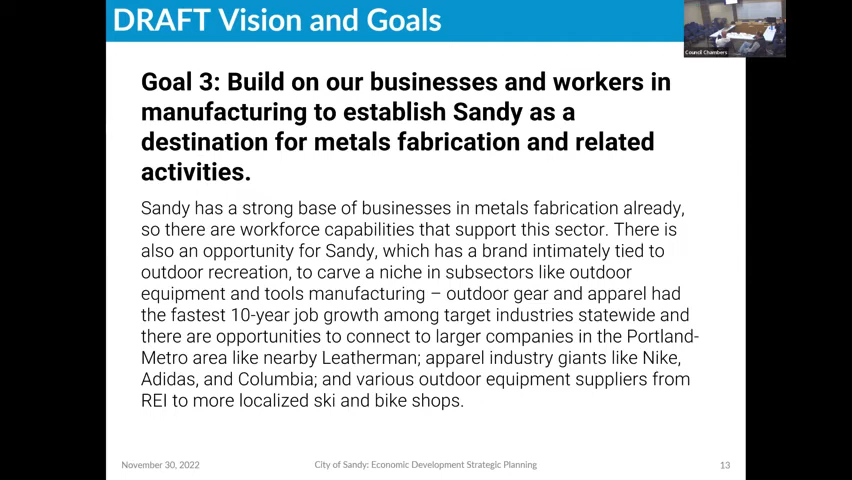 DRAFT Vision and Goals
Council Chambers
Goal 3: Build on our businesses and workers in
manufacturing to establish Sandy as a
destination for metals fabrication and related
activities.
Sandy has a strong base of businesses in metals fabrication already,
so there are workforce capabilities that support this sector. There is
also an opportunity for Sandy, which has a brand intimately tied to
outdoor recreation, to carve a niche in subsectors like outdoor
equipment and tools manufacturing – outdoor gear and apparel had
the fastest 10-year job growth among target industries statewide and
there are opportunities to connect to larger companies in the Portland-
Metro area like nearby Leatherman; apparel industry giants like Nike,
Adidas, and Columbia; and various outdoor equipment suppliers from
REI to more localized ski and bike shops.
November 30, 2022
City of Sandy: Economic Development Strategic Planning
13